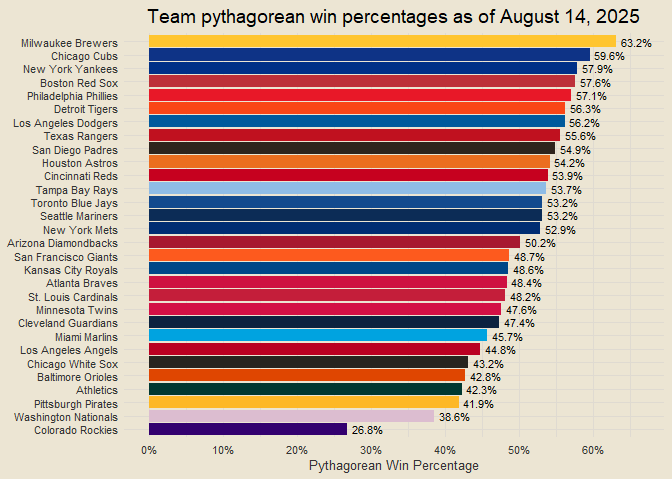 Team pythagorean win percentages as of August 14, 2025
Milwaukee Brewers 63.2%
Chicago Cubs 59.6%
New York Yankees 57.9%
Boston Red Sox 57.6%
Philadelphia Phillies 57.1%
Detroit Tigers 56.3%
Los Angeles Dodgers 56.2%
Texas Rangers 55.6%
San Diego Padres 54.9%
Houston Astros 54.2%
Cincinnati Reds 53.9%
Tampa Bay Rays 53.7%
Toronto Blue Jays 53.2%
Seattle Mariners 53.2%
New York Mets 52.9%
Arizona Diamondbacks 50.2%
San Francisco Giants 48.7%
Kansas City Royals 48.6%
Atlanta Braves 48.4%
St. Louis Cardinals 48.2%
Minnesota Twins 47.6%
Cleveland Guardians 47.4%
Miami Marlins 45.7%
Los Angeles Angels 44.8%
Chicago White Sox 43.2%
Baltimore Orioles 42.8%
Athletics 42.3%
Pittsburgh Pirates 41.9%
Washington Nationals 38.6%
Colorado Rockies 26.8%
0% 10% 20% 30% 40% 50% 60%
Pythagorean Win Percentage